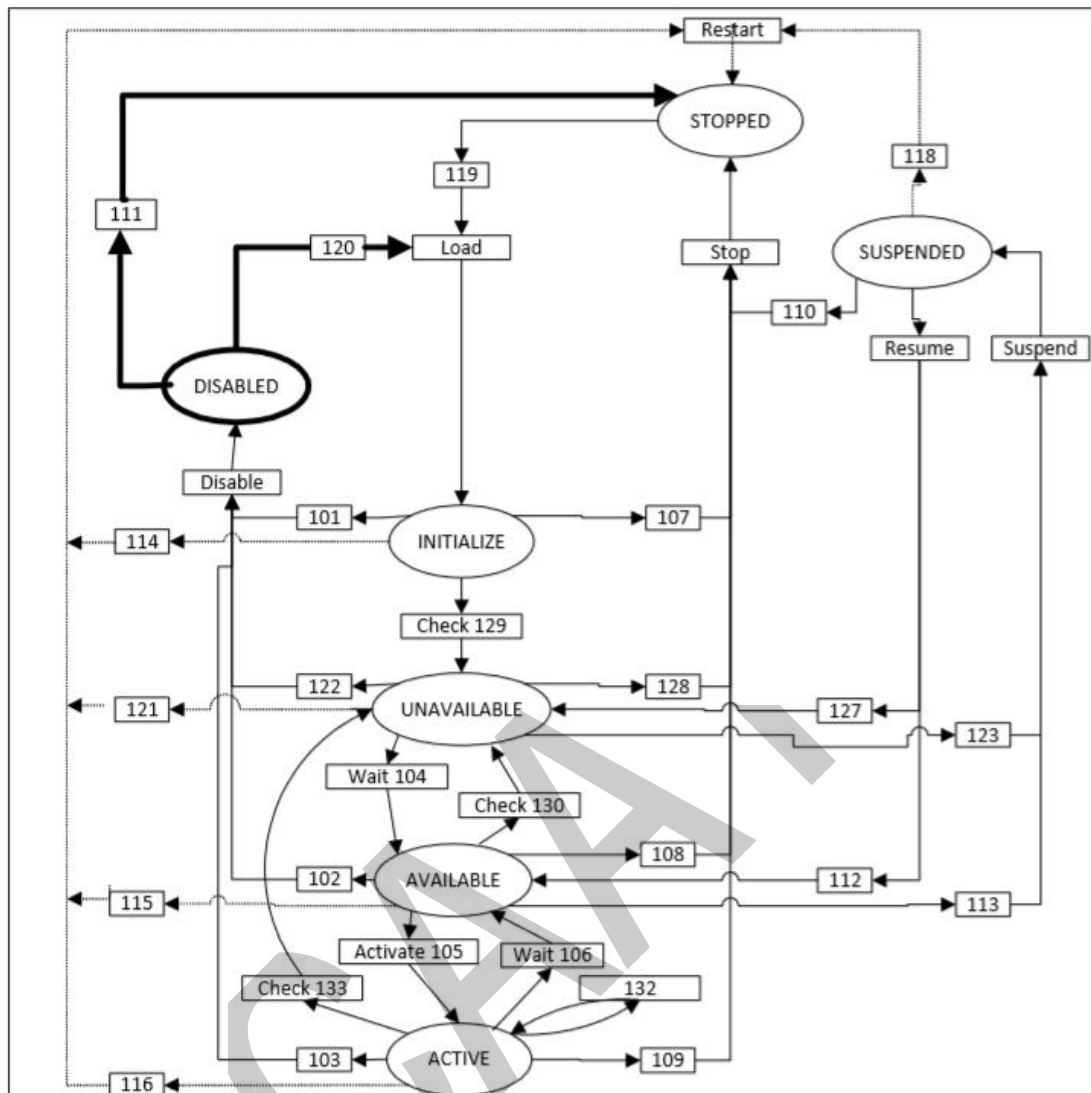 Restart
STOPPED
118
119
111
120
Load
Stop
SUSPENDED
110
Resume
Suspend
DISABLED
Disable
101
107
114
INITIALIZE
Check 129
122
128
121
UNAVAILABLE
127
123
Wait 104
Check 130
108
102
AVAILABLE
112
115
113
Activate 105
Wait 106
Check 133
132
103
ACTIVE
109
116